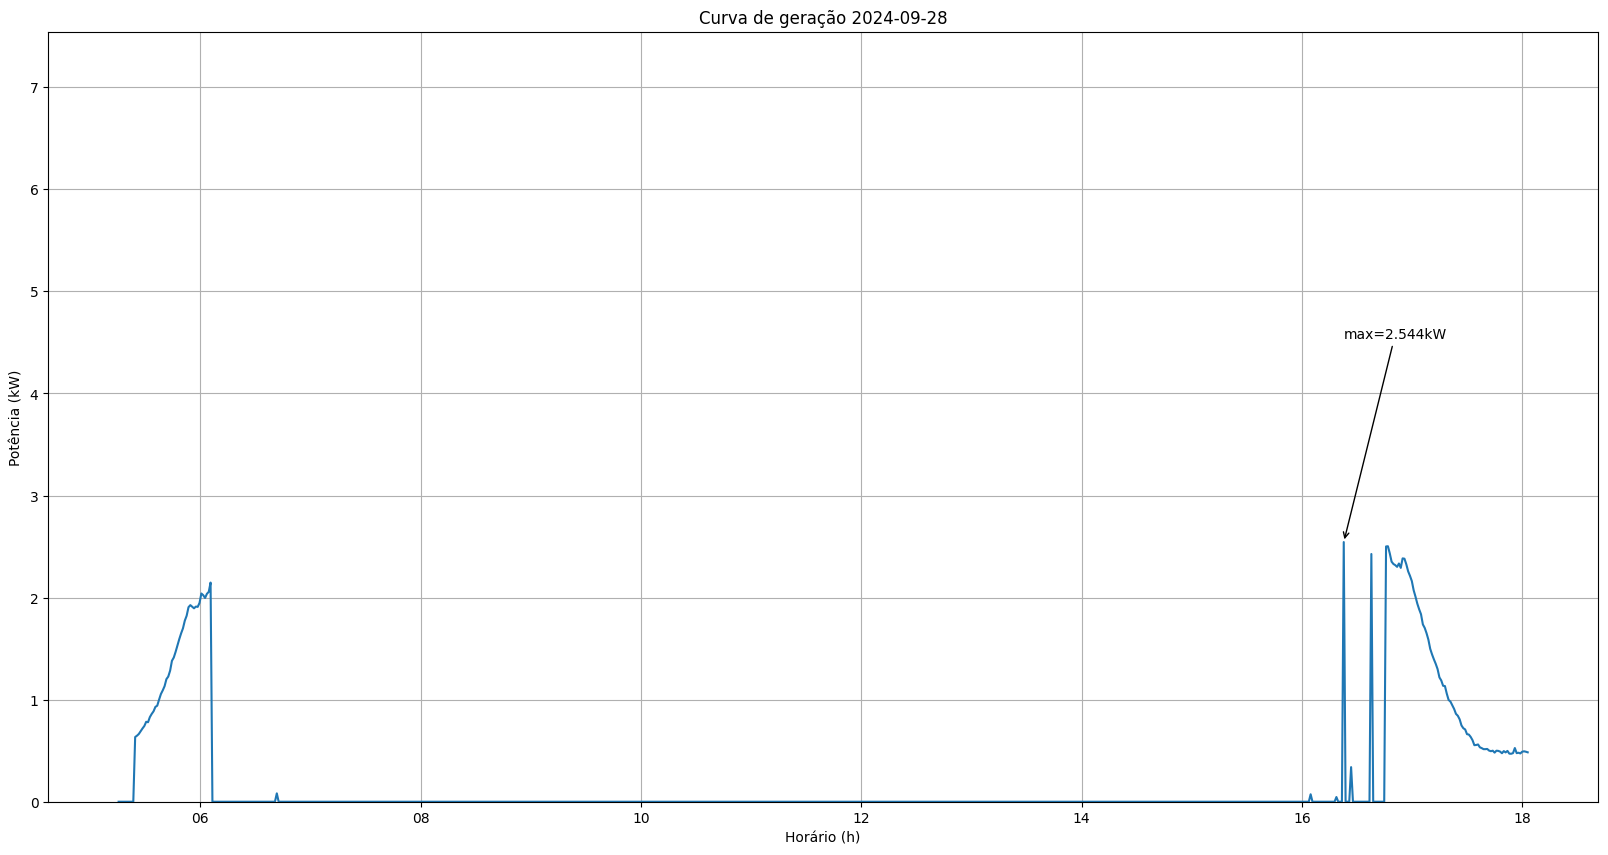 Curva de geração 2024-09-28
7
6
5
4
3
2
1
0
Potência (kW)
max=2.544kW
06 08 10 12 14 16 18
Horário (h)